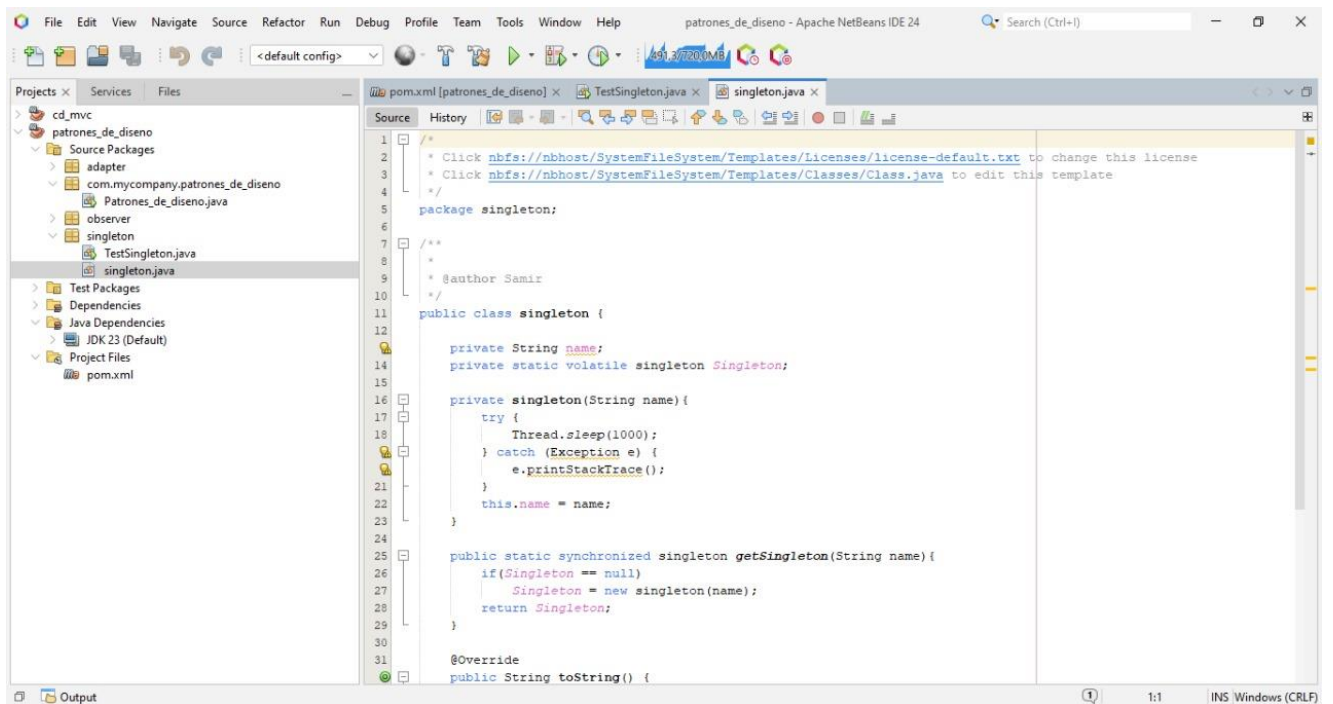 File Edit View Navigate Source Refactor Run Debug Profile Team Tools Window Help patrones_de_diseno - Apache NetBeans IDE 24 Search (Ctrl+I)
<default config> 491,3/720,0MB
Projects Services Files
cd_mvc
patrones_de_diseno
Source Packages
adapter
com.mycompany.patrones_de_diseno
Patrones_de_diseno.java
observer
singleton
TestSingleton.java
singleton.java
Test Packages
Dependencies
Java Dependencies
JDK 23 (Default)
Project Files
pom.xml
pom.xml [patrones_de_diseno] TestSingleton.java singleton.java
Source History
1 /*
2 * Click nbfs://nbhost/SystemFileSystem/Templates/Licenses/license-default.txt to change this license
3 * Click nbfs://nbhost/SystemFileSystem/Templates/Classes/Class.java to edit this template
4 */
5 package singleton;
6
7 /**
8 *
9 * @author Samir
10 */
11 public class singleton {
12
private String name;
14 private static volatile singleton Singleton;
15
16 private singleton(String name){
17 try {
18 Thread.sleep(1000);
} catch (Exception e) {
e.printStackTrace();
21 }
22 this.name = name;
23 }
24
25 public static synchronized singleton getSingleton(String name){
26 if(Singleton == null)
27 Singleton = new singleton(name);
28 return Singleton;
29 }
30
31 @Override
public String toString() {
Output 1 1:1 INS Windows (CRLF)